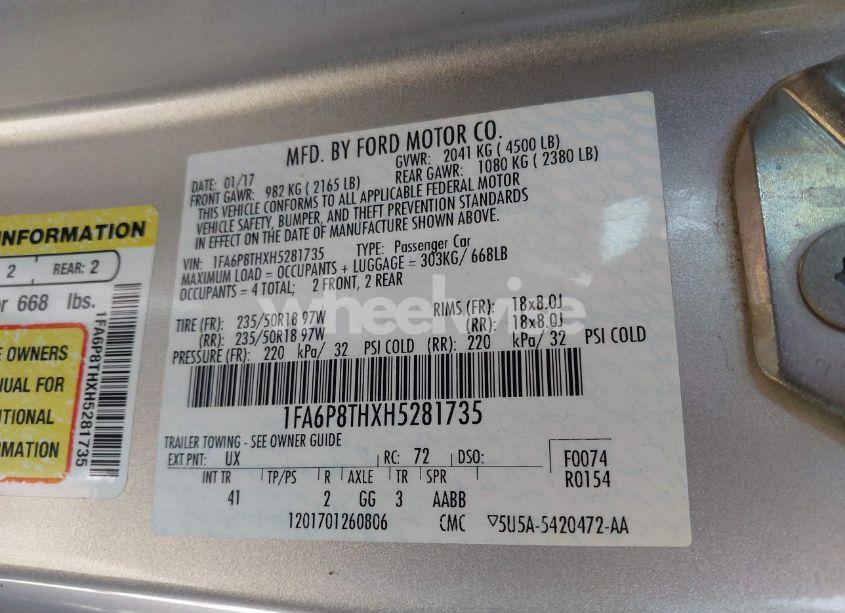 MFD. BY FORD MOTOR CO.
DATE: 01/17 GVWR: 2041 KG ( 4500 LB)
FRONT GAWR: 982 KG ( 2165 LB) REAR GAWR: 1080 KG ( 2380 LB)
THIS VEHICLE CONFORMS TO ALL APPLICABLE FEDERAL MOTOR
VEHICLE SAFETY, BUMPER, AND THEFT PREVENTION STANDARDS
IN EFFECT ON THE DATE OF MANUFACTURE SHOWN ABOVE.
VIN: 1FA6P8THXH5281735 TYPE: Passenger Car
MAXIMUM LOAD = OCCUPANTS + LUGGAGE = 303KG/ 668LB
OCCUPANTS = 4 TOTAL; 2 FRONT, 2 REAR
TIRE (FR): 235/50R18 97W RIMS (FR): 18x8.0J
(RR): 235/50R18 97W (RR): 18x8.0J
PRESSURE (FR): 220 kPa/ 32 PSI COLD (RR): 220 kPa/ 32 PSI COLD
1FA6P8THXH5281735
TRAILER TOWING - SEE OWNER GUIDE
EXT PNT: UX RC: 72 DSO: F0074
R0154
INT TR TP/PS R AXLE TR SPR
41 2 GG 3 AABB
1201701260806 CMC ▽5U5A-5420472-AA
INFORMATION
2 REAR: 2
or 668 lbs.
OWNERS
FOR
INFORMATION
1FA6P8THXH5281735
wheelwise